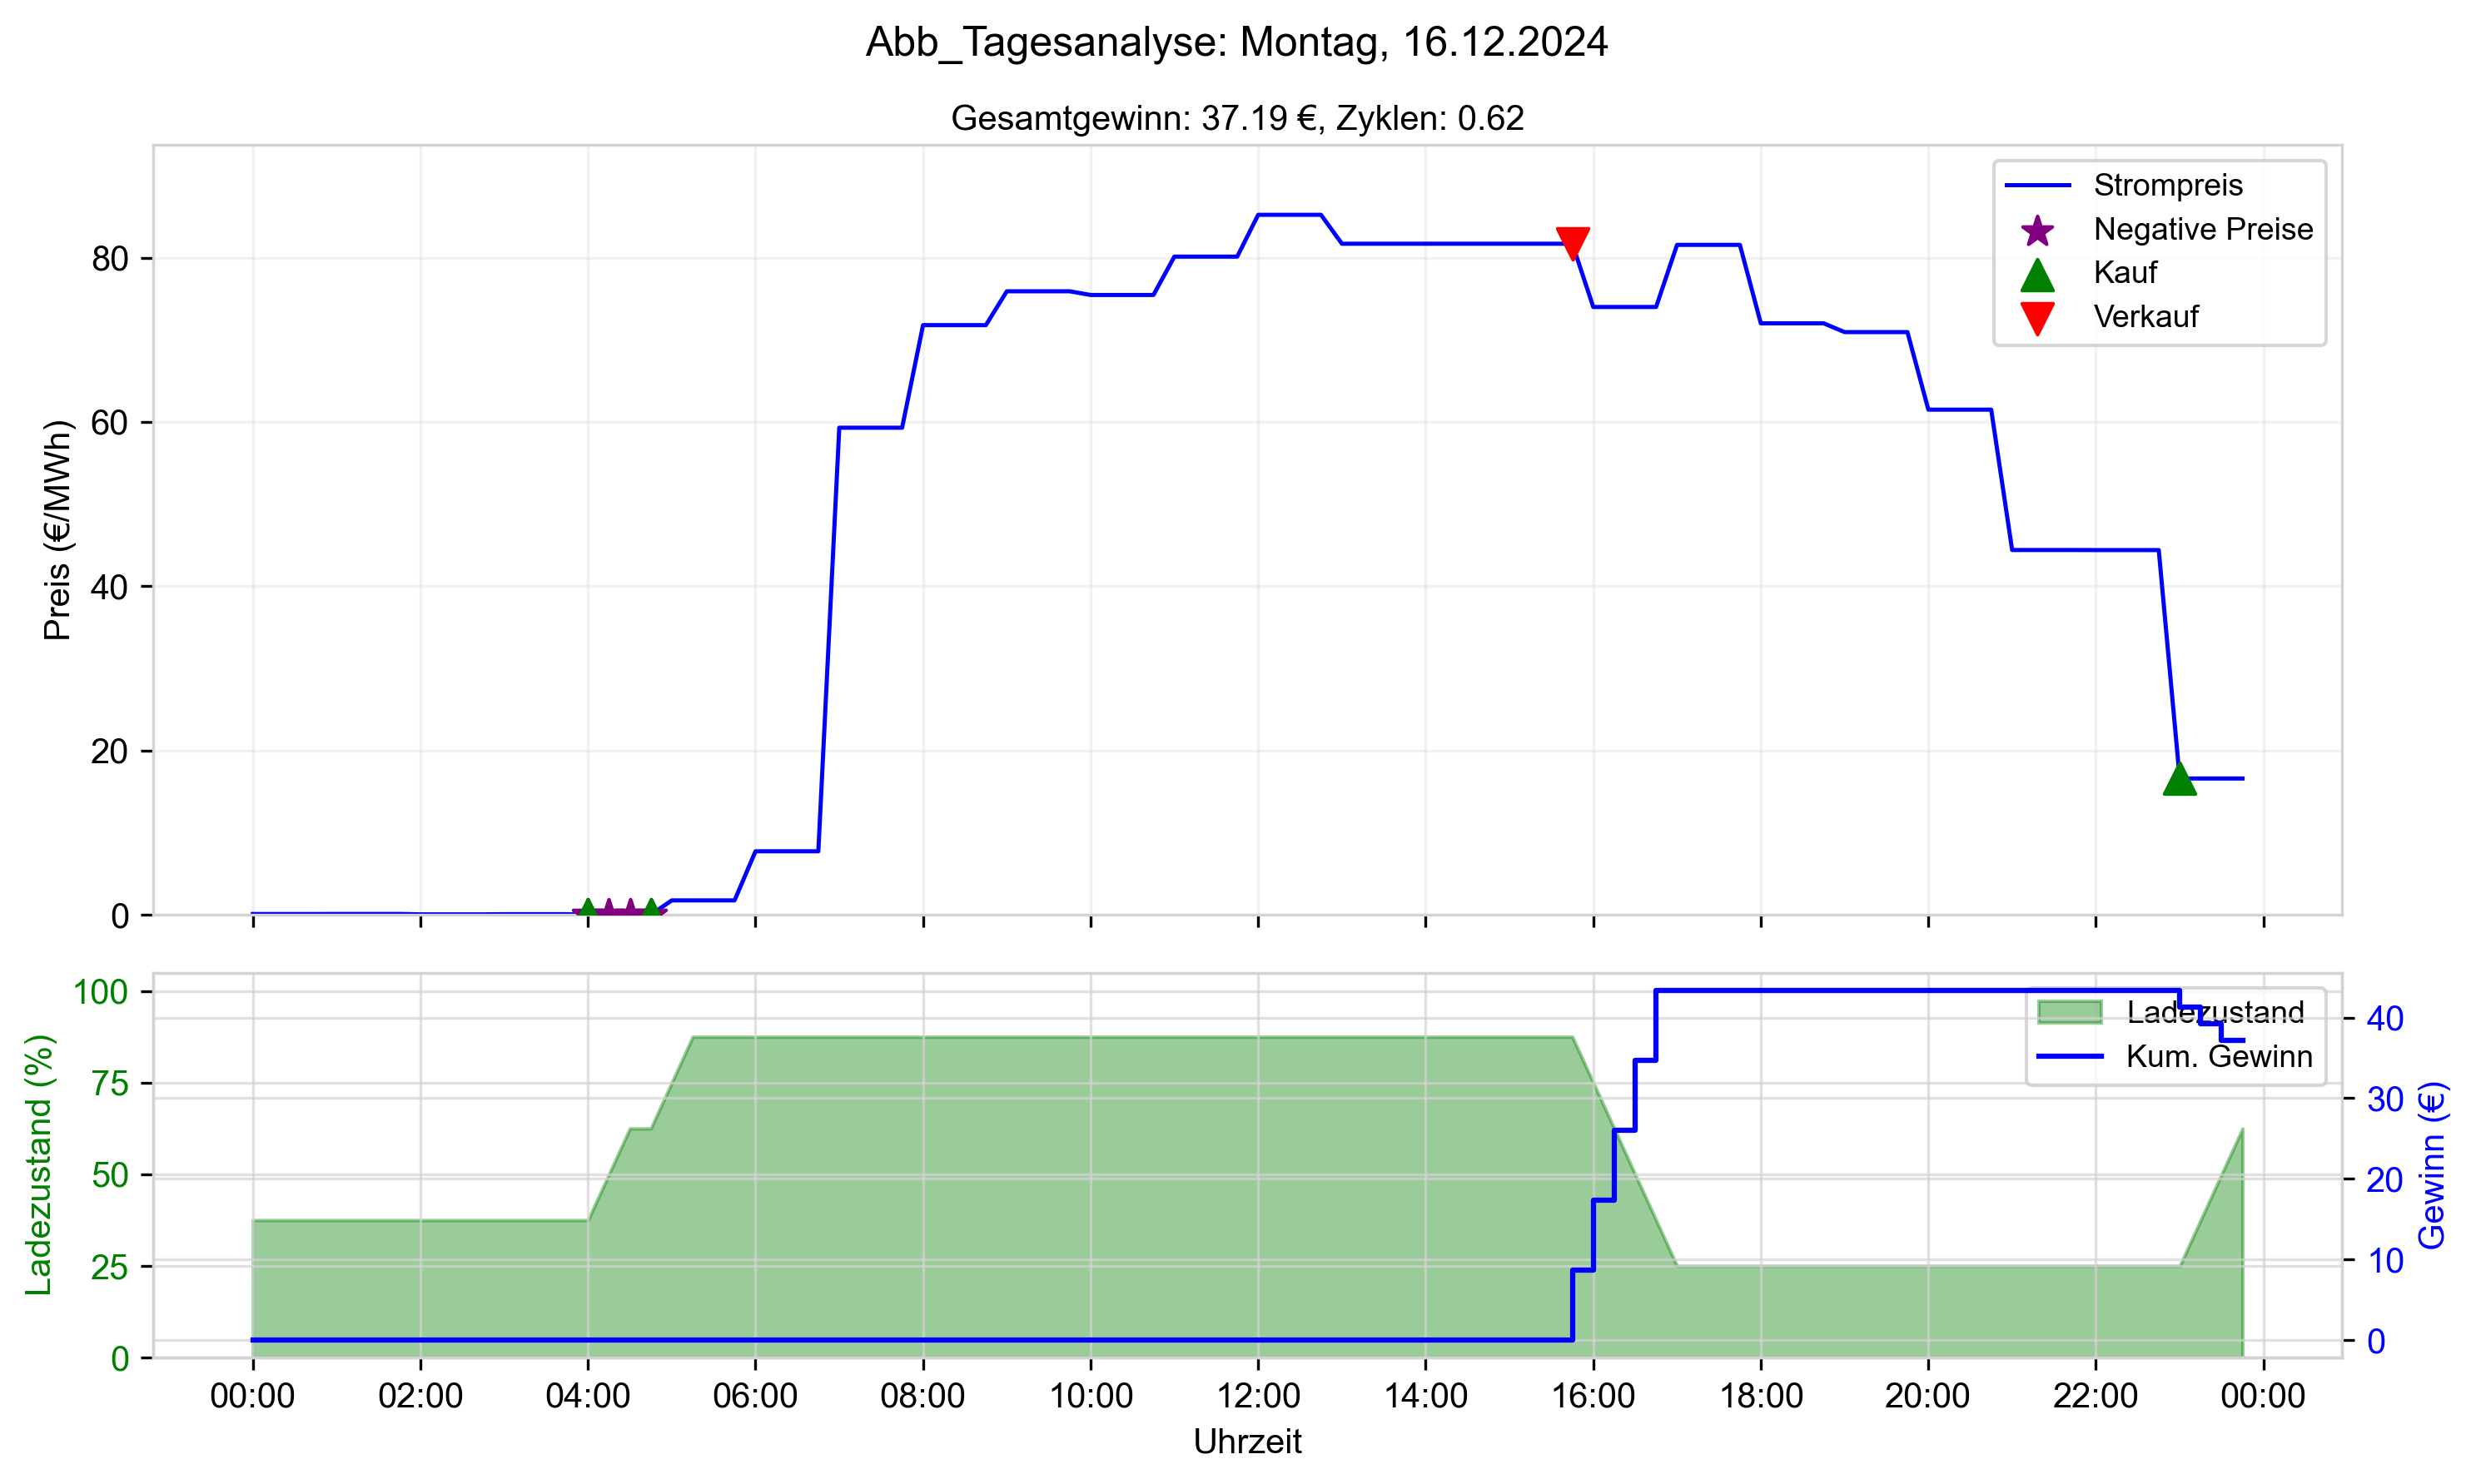 Abb_Tagesanalyse: Montag, 16.12.2024
Gesamtgewinn: 37.19 €, Zyklen: 0.62
Preis (€/MWh)
80
60
40
20
0
Strompreis
Negative Preise
Kauf
Verkauf
Ladezustand (%)
100
75
50
25
0
Ladezustand
Kum. Gewinn
40
30
20
10
0
Gewinn (€)
00:00 02:00 04:00 06:00 08:00 10:00 12:00 14:00 16:00 18:00 20:00 22:00 00:00
Uhrzeit